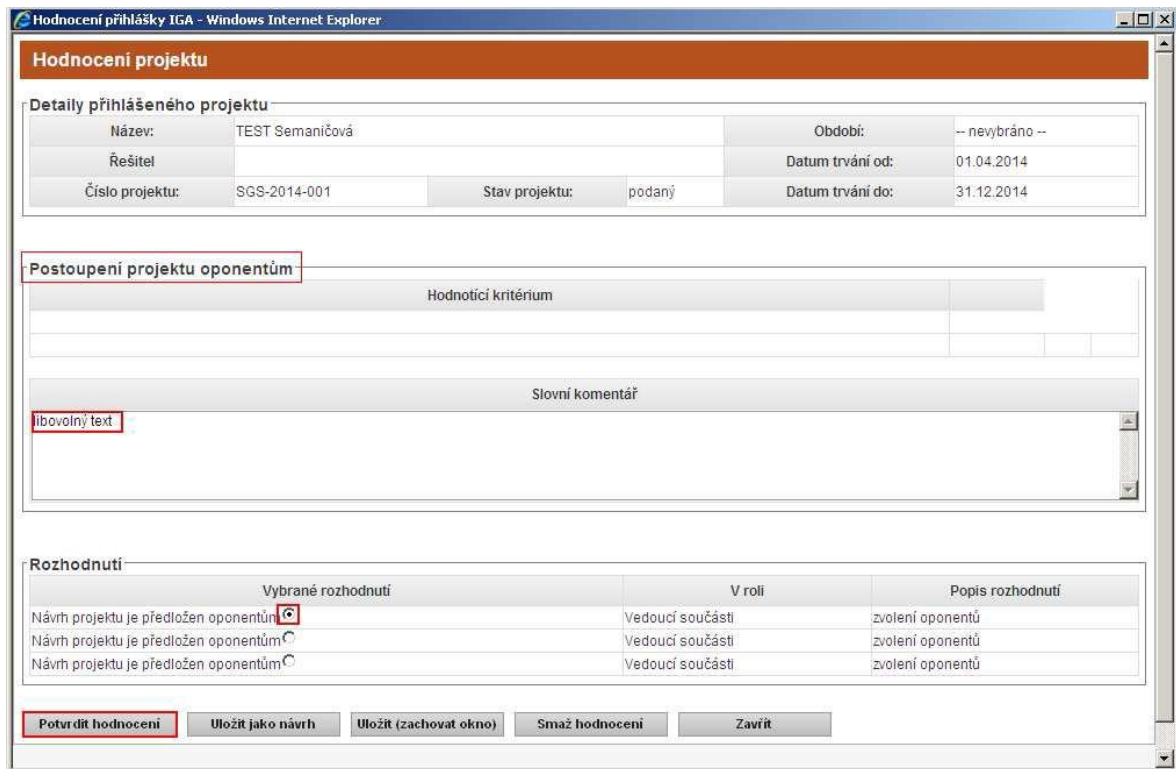 Hodnocení přihlášky IGA - Windows Internet Explorer
Hodnocení projektu
Detaily přihlášeného projektu
Název: TEST Semaničová Období: -- nevybráno --
Řešitel Datum trvání od: 01.04.2014
Číslo projektu: SGS-2014-001 Stav projektu: podaný Datum trvání do: 31.12.2014
Postoupení projektu oponentům
Hodnotící kritérium
Slovní komentář
libovolný text
Rozhodnutí
Vybrané rozhodnutí V roli Popis rozhodnutí
Návrh projektu je předložen oponentům Vedoucí součásti zvolení oponentů
Návrh projektu je předložen oponentům Vedoucí součásti zvolení oponentů
Návrh projektu je předložen oponentům Vedoucí součásti zvolení oponentů
Potvrdit hodnocení Uložit jako návrh Uložit (zachovat okno) Smaž hodnocení Zavřít